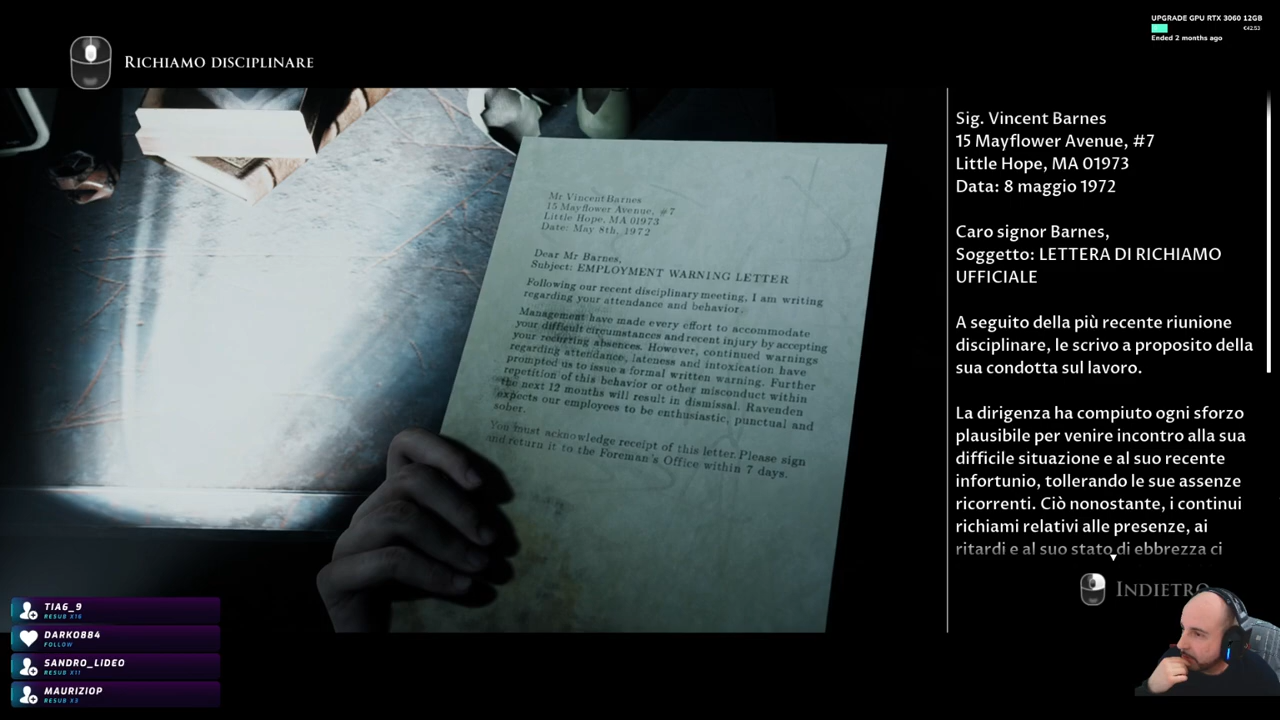 UPGRADE GPU RTX 3060 12GB
€42.53
Ended 2 months ago
RICHIAMO DISCIPLINARE
Mr Vincent Barnes
15 Mayflower Avenue, #7
Little Hope, MA 01973
Date: May 8th, 1972
Dear Mr Barnes,
Subject: EMPLOYMENT WARNING LETTER
Following our recent disciplinary meeting, I am writing
regarding your attendance and behavior.
Management have made every effort to accommodate
your difficult circumstances and recent injury by accepting
your recurring absences. However, continued warnings
regarding attendance, lateness and intoxication have
prompted us to issue a formal written warning. Further
repetition of this behavior or other misconduct within
the next 12 months will result in dismissal. Ravenden
expects our employees to be enthusiastic, punctual and
sober.
You must acknowledge receipt of this letter. Please sign
and return it to the Foreman's Office within 7 days.
Sig. Vincent Barnes
15 Mayflower Avenue, #7
Little Hope, MA 01973
Data: 8 maggio 1972
Caro signor Barnes,
Soggetto: LETTERA DI RICHIAMO
UFFICIALE
A seguito della più recente riunione
disciplinare, le scrivo a proposito della
sua condotta sul lavoro.
La dirigenza ha compiuto ogni sforzo
plausibile per venire incontro alla sua
difficile situazione e al suo recente
infortunio, tollerando le sue assenze
ricorrenti. Ciò nonostante, i continui
richiami relativi alle presenze, ai
ritardi e al suo stato di ebbrezza ci
INDIETRO
TIA6_9
RESUB X16
DARKO884
FOLLOW
SANDRO_LIDEO
RESUB X11
MAURIZIOP
RESUB X3